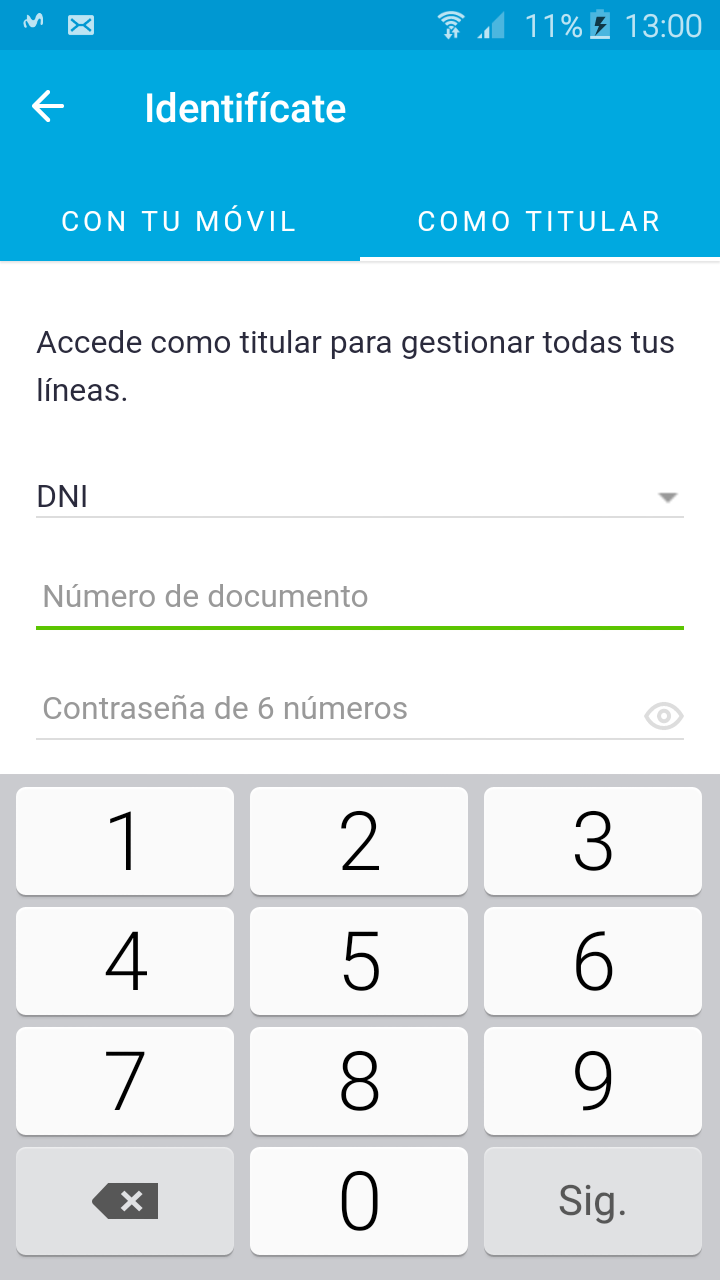 11% 13:00
Identifícate
CON TU MÓVIL COMO TITULAR
Accede como titular para gestionar todas tus
líneas.
DNI
Número de documento
Contraseña de 6 números
1 2 3
4 5 6
7 8 9
0 Sig.